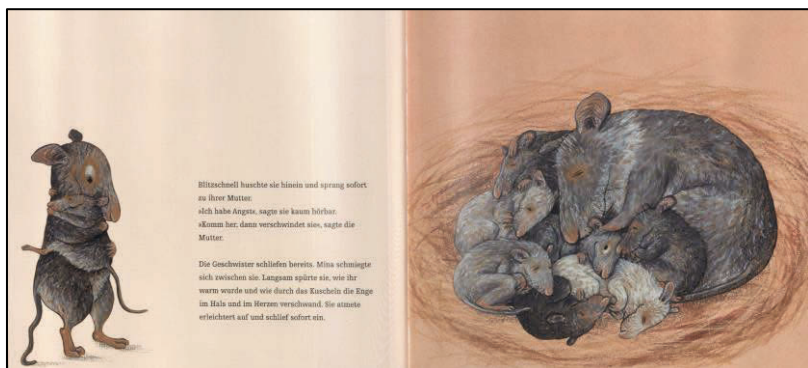 Blitzschnell huschte sie hinein und sprang sofort
zu ihrer Mutter.
»Ich habe Angst«, sagte sie kaum hörbar.
»Komm her, dann verschwindet sie«, sagte die
Mutter.
Die Geschwister schliefen bereits. Mina schmiegte
sich zwischen sie. Langsam spürte sie, wie ihr
warm wurde und wie durch das Kuscheln die Enge
im Hals und im Herzen verschwand. Sie atmete
erleichtert auf und schlief sofort ein.